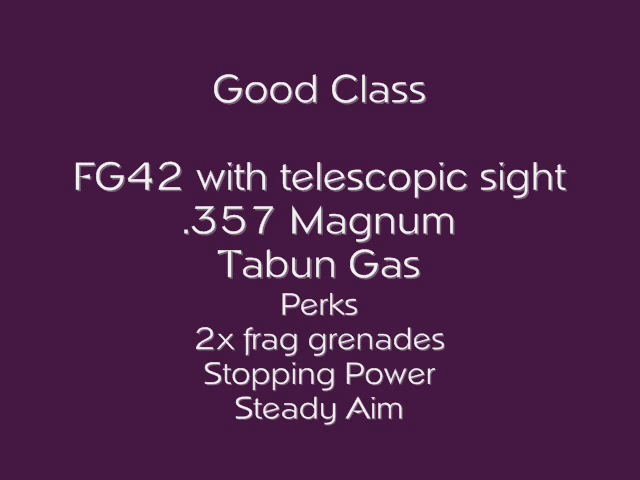 Good Class
FG42 with telescopic sight
.357 Magnum
Tabun Gas
Perks
2x frag grenades
Stopping Power
Steady Aim